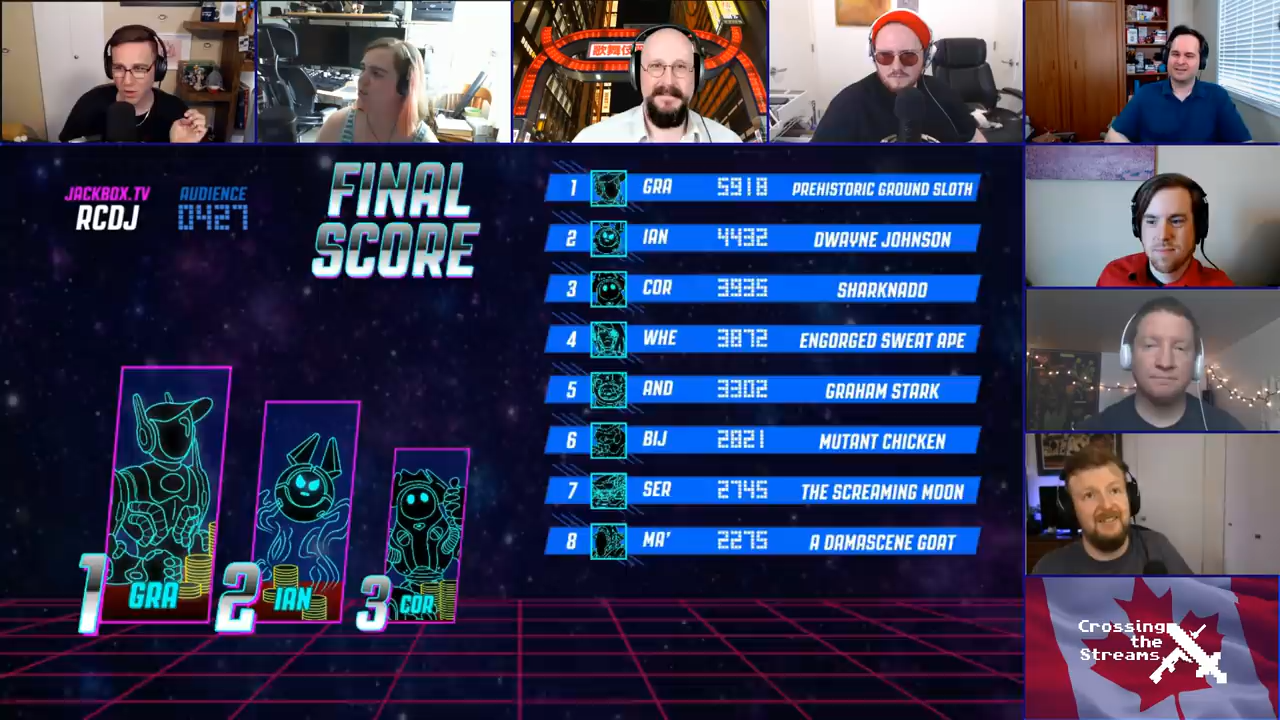 歌舞伎
JACKBOX.TV
RCDJ
AUDIENCE
0427
FINAL
SCORE
1 GRA 5918 PREHISTORIC GROUND SLOTH
2 IAN 4432 DWAYNE JOHNSON
3 COR 3935 SHARKNADO
4 WHE 3872 ENGORGED SWEAT APE
5 AND 3302 GRAHAM STARK
6 BIJ 2821 MUTANT CHICKEN
7 SER 2745 THE SCREAMING MOON
8 MA' 2275 A DAMASCENE GOAT
1 GRA
2 IAN
3 COR
Crossing
the
Streams